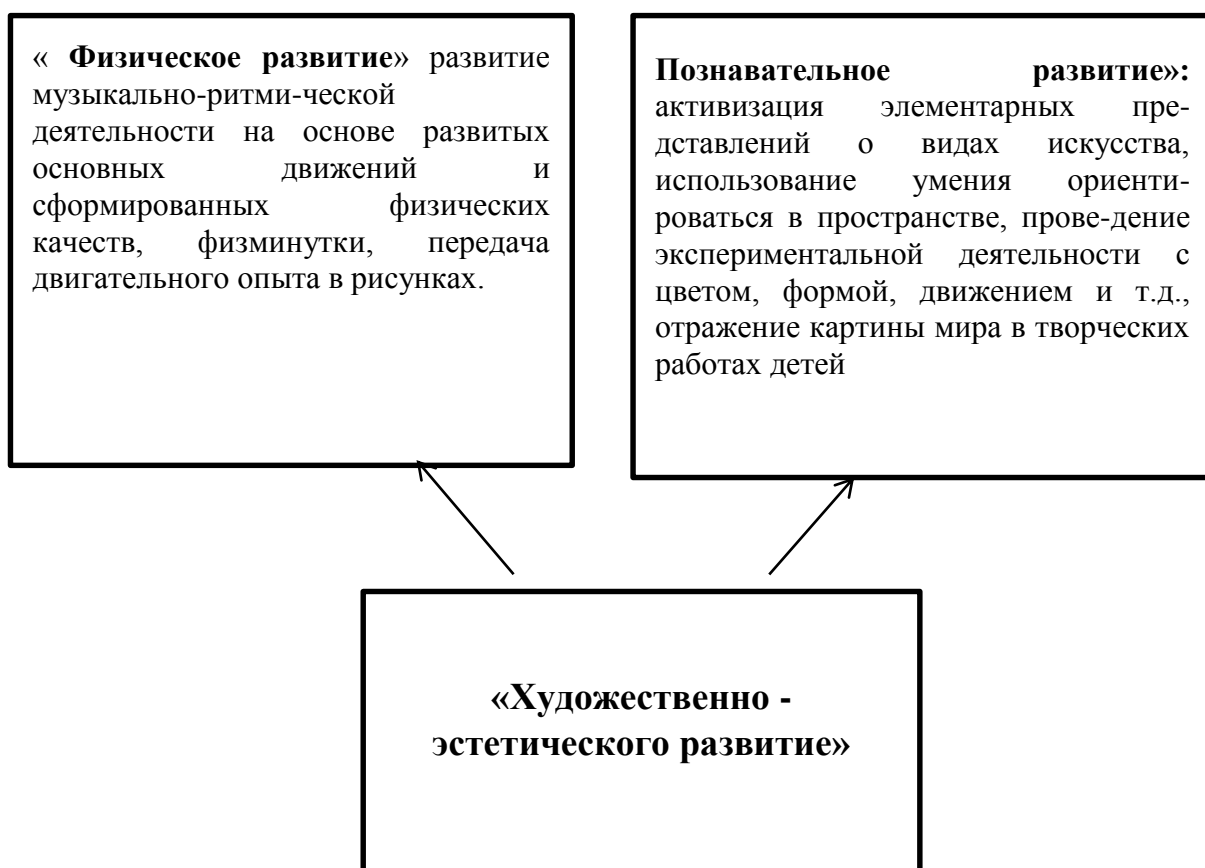 « Физическое развитие» развитие
музыкально-ритми-ческой
деятельности на основе развитых
основных движений и
сформированных физических
качеств, физминутки, передача
двигательного опыта в рисунках.
Познавательное развитие»:
активизация элементарных пре-
дставлений о видах искусства,
использование умения ориенти-
роваться в пространстве, прове-дение
экспериментальной деятельности с
цветом, формой, движением и т.д.,
отражение картины мира в творческих
работах детей
«Художественно -
эстетического развитие»